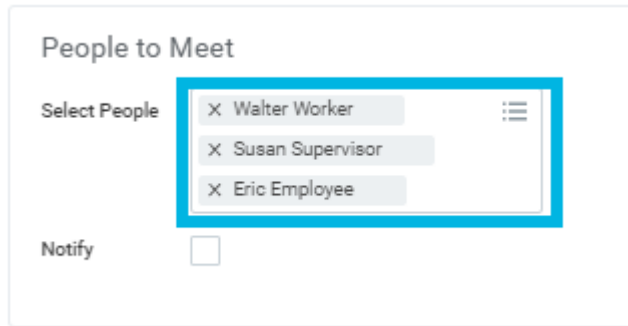 People to Meet
Select People
× Walter Worker
× Susan Supervisor
× Eric Employee
Notify